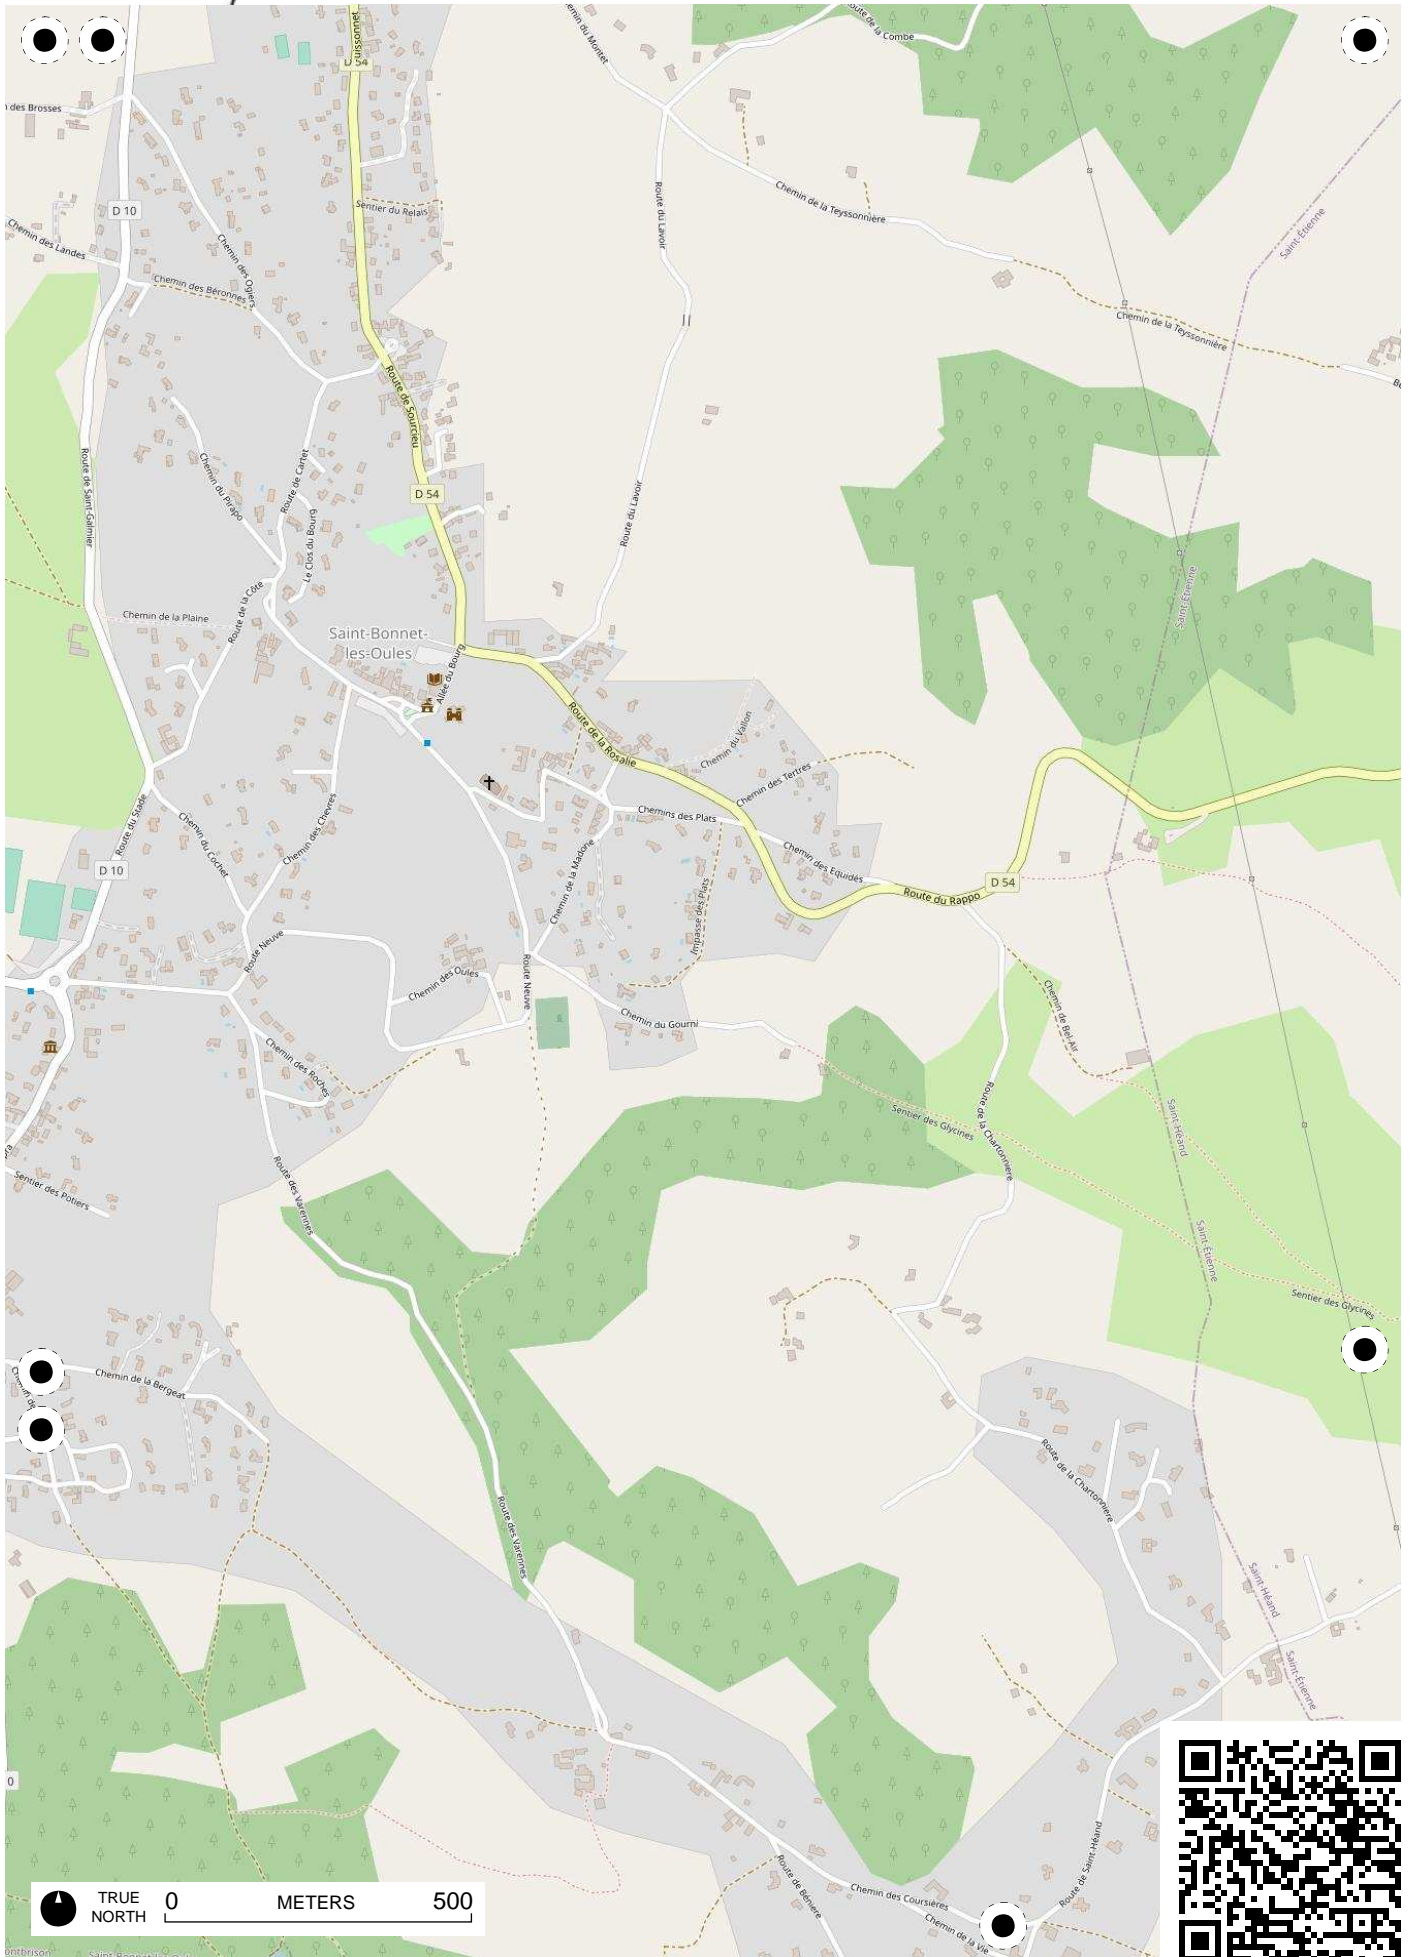 uissonnet
D 54
Chemin du Montet
Route de la Combe
des Brosses
D 10
Sentier du Relais
Route du Lavoir
Chemin de la Teyssonnière
Saint-Étienne
Chemin des Landes
Chemin des Ogiers
Chemin des Béronnes
Chemin de la Teyssonnière
Route de Sourcieu
Route de Saint-Galmier
Chemin du Pirapo
Route de Cartet
D 54
Le Clos du Bourg
Route du Lavoir
Saint-Étienne
Chemin de la Plaine
Route de la Côte
Saint-Bonnet-
les-Oules
Allée du Bourg
Route de la Rosalie
Chemin du Vallon
Chemin des Tertres
Route du Stade
Chemin du Cochet
Chemin des Chevres
Chemins des Plats
Chemin de la Madone
Chemin des Equidés
D 10
Impasse des Plats
Route du Rappo
D 54
Route Neuve
Chemin des Oules
Route Neuve
Chemin du Gourni
Chemin de Bel-Air
Chemin des Roches
Sentier des Glycines
Route de la Chartonniere
Saint-Héand
Saint-Étienne
Sentier des Potiers
Route des Varennes
Sentier des Glycines
Chemin de la Bergeat
Route de la Chartonniere
Route des Varennes
Saint-Héand
Saint-Étienne
0
Route de Saint-Héand
Route de Bémiere
Chemin des Coursières
Chemin de la Vie
TRUE
NORTH
0 METERS 500
ontbrison